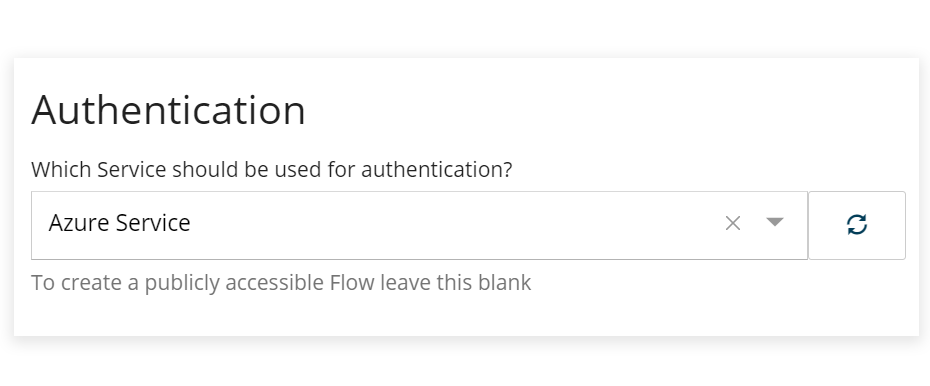 Authentication
Which Service should be used for authentication?
Azure Service
To create a publicly accessible Flow leave this blank